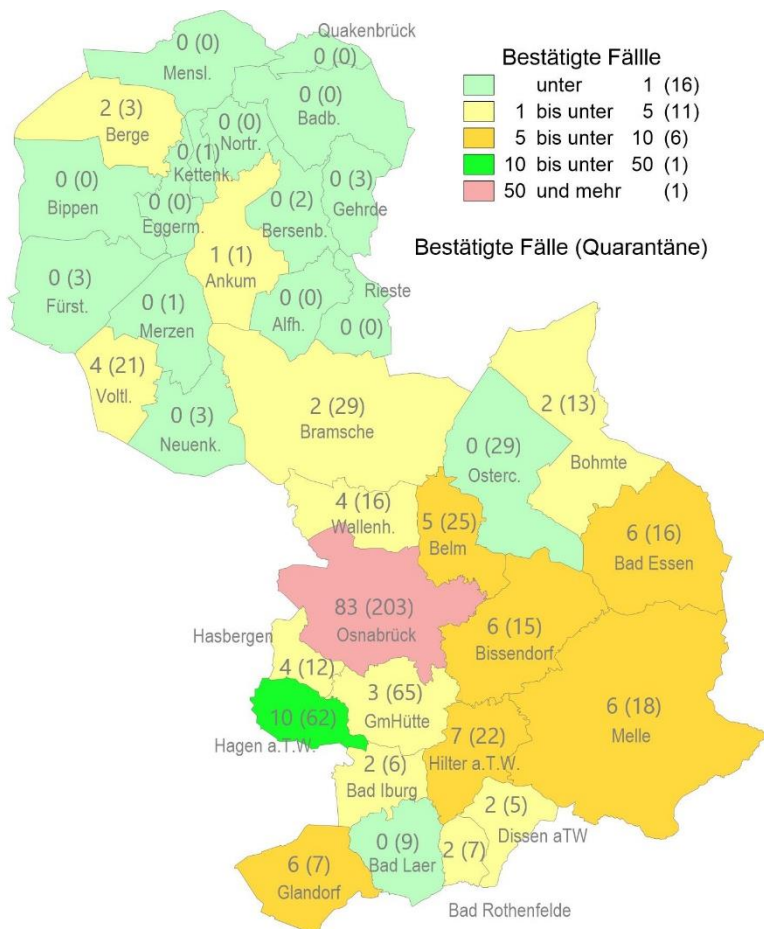 Quakenbrück
0 (0)
Mensl.
0 (0)
Bestätigte Fällle
unter 1 (16)
1 bis unter 5 (11)
5 bis unter 10 (6)
10 bis unter 50 (1)
50 und mehr (1)
Bestätigte Fälle (Quarantäne)
2 (3)
Berge
0 (0)
Badb.
0 (0)
Nortr.
0 (1)
Kettenk.
0 (0)
Bippen
0 (0)
Eggerm.
0 (2)
Bersenb.
0 (3)
Gehrde
1 (1)
Ankum
0 (3)
Fürst.
0 (1)
Merzen
0 (0)
Alfh.
Rieste
0 (0)
4 (21)
Voltl.
0 (3)
Neuenk.
2 (29)
Bramsche
0 (29)
Osterc.
2 (13)
Bohmte
4 (16)
Wallenh.
5 (25)
Belm
6 (16)
Bad Essen
83 (203)
Osnabrück
6 (15)
Bissendorf
Hasbergen
4 (12)
3 (65)
GmHütte
6 (18)
Melle
10 (62)
Hagen a.T.W.
7 (22)
Hilter a.T.W.
2 (6)
Bad Iburg
2 (5)
Dissen aTW
0 (9)
Bad Laer
2 (7)
Bad Rothenfelde
6 (7)
Glandorf